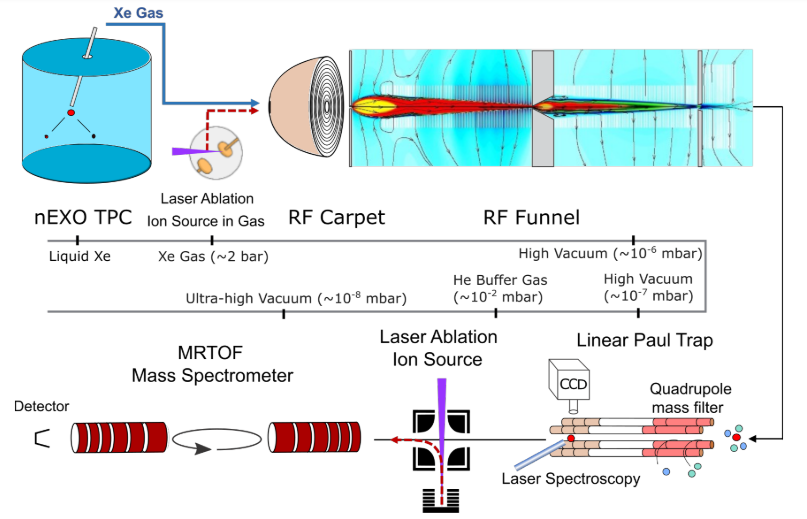 Xe Gas
Laser Ablation
Ion Source in Gas
nEXO TPC
RF Carpet
RF Funnel
Liquid Xe
Xe Gas (~2 bar)
High Vacuum (~10⁻⁶ mbar)
Ultra-high Vacuum (~10⁻⁸ mbar)
He Buffer Gas
(~10⁻² mbar)
High Vacuum
(~10⁻⁷ mbar)
MRTOF
Mass Spectrometer
Laser Ablation
Ion Source
Linear Paul Trap
CCD
Quadrupole
mass filter
Detector
Laser Spectroscopy